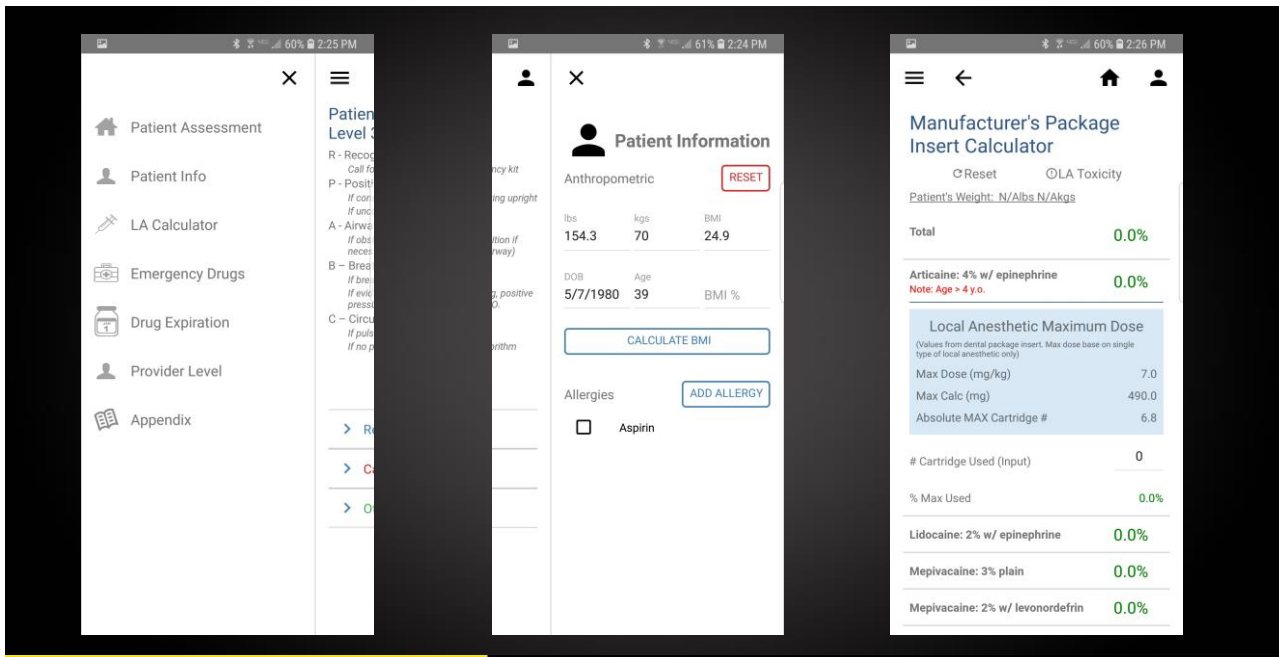 60% 2:25 PM
Patient Assessment
Patient Info
LA Calculator
Emergency Drugs
Drug Expiration
1
Provider Level
Appendix
Patien
Level 3
R - Recog
Call fo
P - Posit
If con
If unc
A - Airwa
If obs
neces
B – Brea
If bre
If evid
pressu
C – Circu
If puls
If no p
Re
Ca
O
61% 2:24 PM
ncy kit
ing upright
ition if
rway)
g, positive
O.
orithm
Patient Information
Anthropometric RESET
lbs kgs BMI
154.3 70 24.9
DOB Age
5/7/1980 39 BMI %
CALCULATE BMI
Allergies ADD ALLERGY
Aspirin
60% 2:26 PM
Manufacturer's Package
Insert Calculator
Reset LA Toxicity
Patient's Weight: N/Albs N/Akgs
Total 0.0%
Articaine: 4% w/ epinephrine 0.0%
Note: Age > 4 y.o.
Local Anesthetic Maximum Dose
(Values from dental package insert. Max dose base on single
type of local anesthetic only)
Max Dose (mg/kg) 7.0
Max Calc (mg) 490.0
Absolute MAX Cartridge # 6.8
# Cartridge Used (Input) 0
% Max Used 0.0%
Lidocaine: 2% w/ epinephrine 0.0%
Mepivacaine: 3% plain 0.0%
Mepivacaine: 2% w/ levonordefrin 0.0%